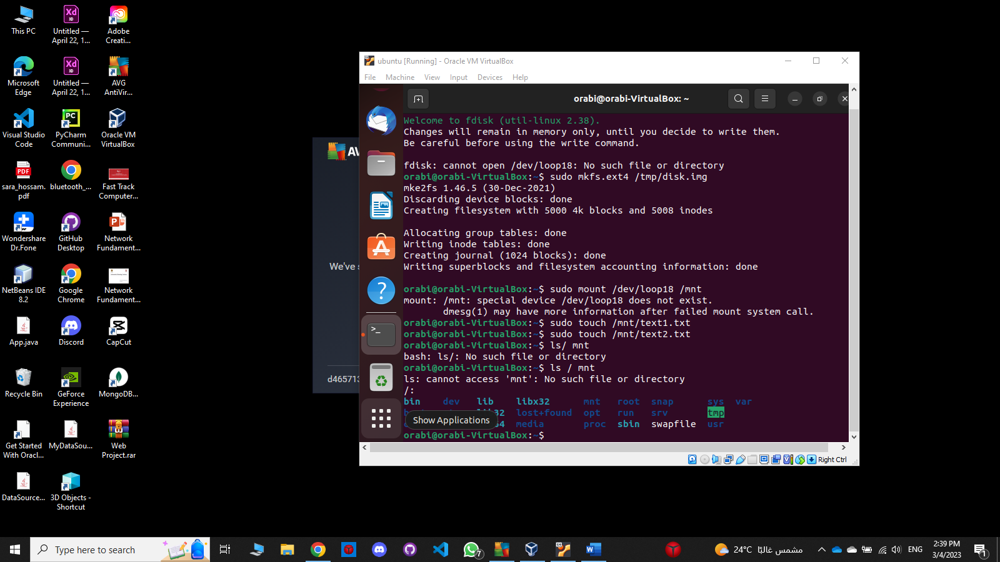 This PC
Untitled —
April 22, 1...
Adobe
Creati...
Microsoft
Edge
Untitled —
April 22, 1...
AVG
AntiVir...
Visual Studio
Code
PyCharm
Communi...
Oracle VM
VirtualBox
sara_hossam.
pdf
bluetooth_...
Fast Track
Computer...
Wondershare
Dr.Fone
GitHub
Desktop
Network
Fundament...
NetBeans IDE
8.2
Google
Chrome
Network
Fundament...
App.java
Discord
CapCut
Recycle Bin
GeForce
Experience
MongoDB...
Get Started
With Oracl...
MyDataSou...
Web
Project.rar
DataSource...
3D Objects -
Shortcut
AV
We've s
d465713
ubuntu [Running] - Oracle VM VirtualBox
File Machine View Input Devices Help
orabi@orabi-VirtualBox: ~
Welcome to fdisk (util-linux 2.38).
Changes will remain in memory only, until you decide to write them.
Be careful before using the write command.
fdisk: cannot open /dev/loop18: No such file or directory
orabi@orabi-VirtualBox:~$ sudo mkfs.ext4 /tmp/disk.img
mke2fs 1.46.5 (30-Dec-2021)
Discarding device blocks: done
Creating filesystem with 5000 4k blocks and 5008 inodes
Allocating group tables: done
Writing inode tables: done
Creating journal (1024 blocks): done
Writing superblocks and filesystem accounting information: done
orabi@orabi-VirtualBox:~$ sudo mount /dev/loop18 /mnt
mount: /mnt: special device /dev/loop18 does not exist.
dmesg(1) may have more information after failed mount system call.
orabi@orabi-VirtualBox:~$ sudo touch /mnt/text1.txt
orabi@orabi-VirtualBox:~$ sudo touch /mnt/text2.txt
orabi@orabi-VirtualBox:~$ ls/ mnt
bash: ls/: No such file or directory
orabi@orabi-VirtualBox:~$ ls / mnt
ls: cannot access 'mnt': No such file or directory
/:
bin dev lib libx32 mnt root snap sys var
32 lost+found opt run srv tmp
4 media proc sbin swapfile usr
Show Applications
orabi@orabi-VirtualBox:~$
Right Ctrl
Type here to search
7
24°C مشمس غالبًا
ENG
2:39 PM
3/4/2023
1